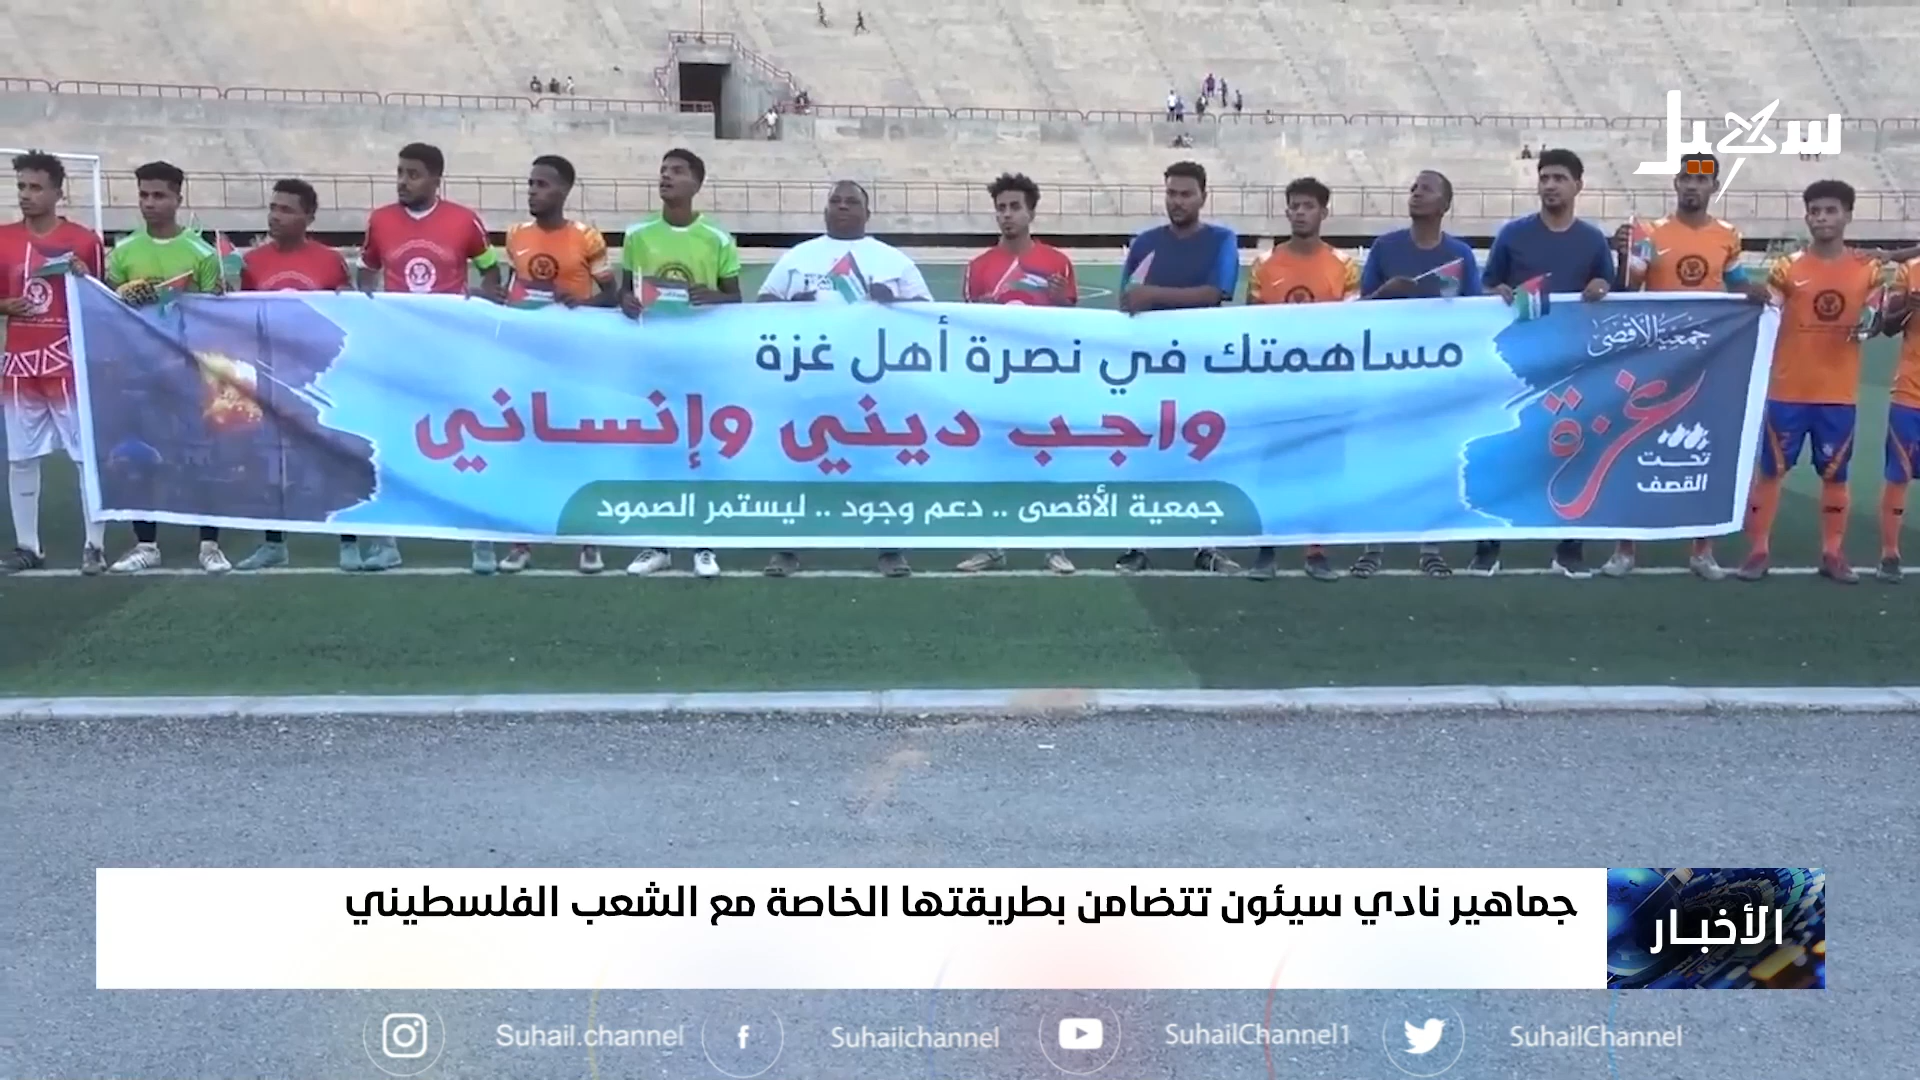 سهيل
جمعية الأقصى
غزة
تحت
القصف
مساهمتك في نصرة أهل غزة
واجب ديني وإنساني
جمعية الأقصى .. دعم وجود .. ليستمر الصمود
الأخبار
جماهير نادي سيئون تتضامن بطريقتها الخاصة مع الشعب الفلسطيني
Suhail.channel
Suhailchannel
SuhailChannel1
SuhailChannel